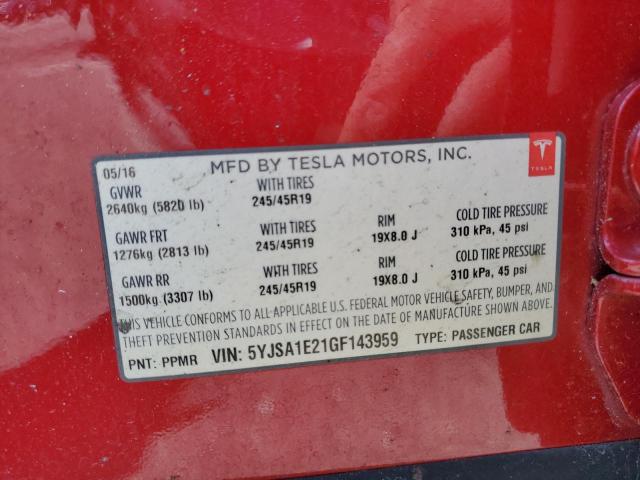 05/16 MFD BY TESLA MOTORS, INC.
TESLA
GVWR WITH TIRES
2640kg (5820 lb) 245/45R19
GAWR FRT WITH TIRES RIM COLD TIRE PRESSURE
1276kg (2813 lb) 245/45R19 19X8.0 J 310 kPa, 45 psi
GAWR RR WITH TIRES RIM COLD TIRE PRESSURE
1500kg (3307 lb) 245/45R19 19X8.0 J 310 kPa, 45 psi
THIS VEHICLE CONFORMS TO ALL APPLICABLE U.S. FEDERAL MOTOR VEHICLE SAFETY, BUMPER, AND
THEFT PREVENTION STANDARDS IN EFFECT ON THE DATE OF MANUFACTURE SHOWN ABOVE.
PNT: PPMR VIN: 5YJSA1E21GF143959 TYPE: PASSENGER CAR